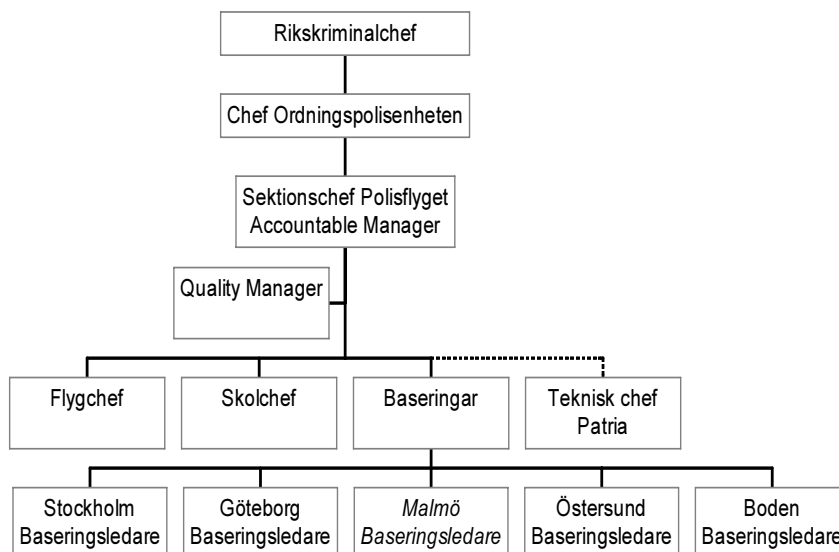 Rikskriminalchef
Chef Ordningspolisenheten
Sektionschef Polisflyget
Accountable Manager
Quality Manager
Flygchef
Skolchef
Baseringar
Teknisk chef
Patria
Stockholm
Baseringsledare
Göteborg
Baseringsledare
Malmö
Baseringsledare
Östersund
Baseringsledare
Boden
Baseringsledare